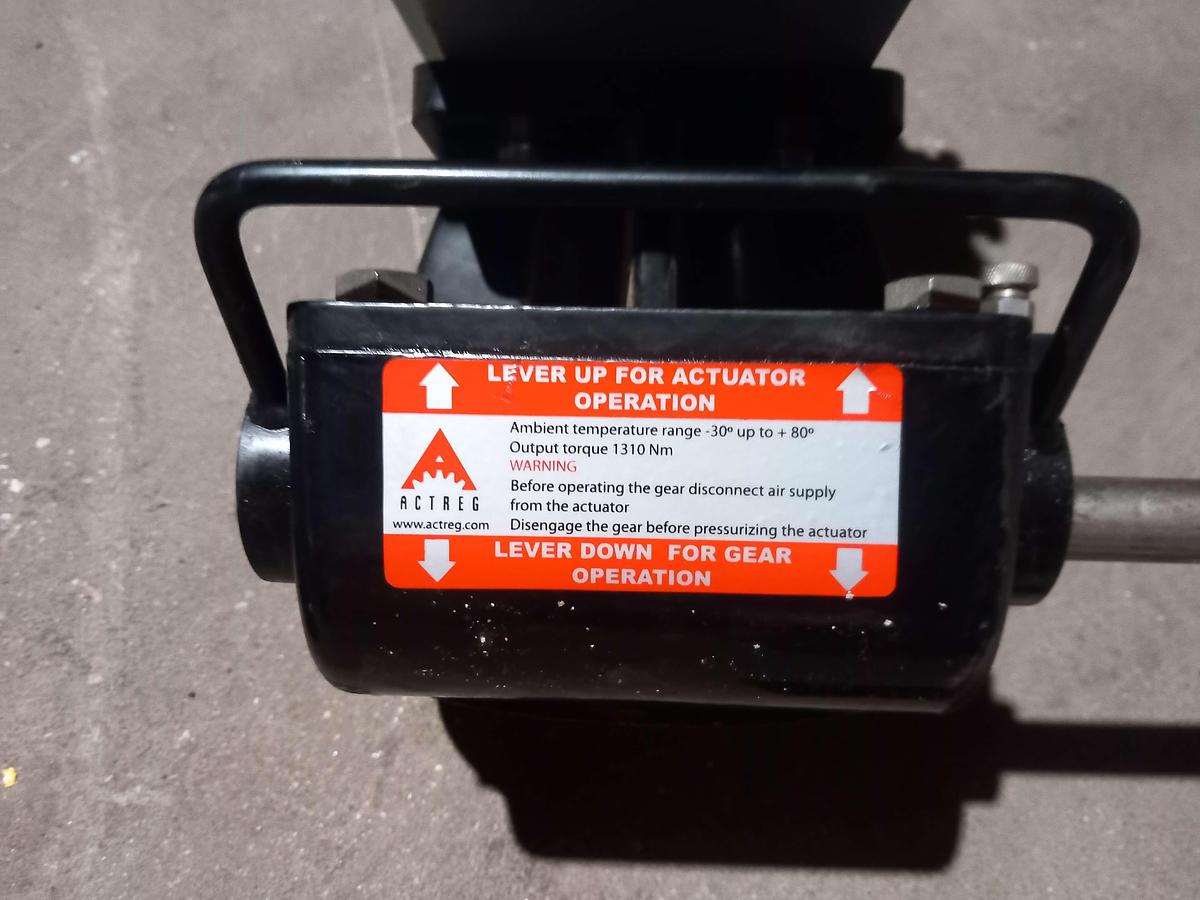 LEVER UP FOR ACTUATOR
OPERATION
Ambient temperature range -30º up to + 80º
Output torque 1310 Nm
WARNING
Before operating the gear disconnect air supply
from the actuator
Disengage the gear before pressurizing the actuator
ACTREG
www.actreg.com
LEVER DOWN FOR GEAR
OPERATION